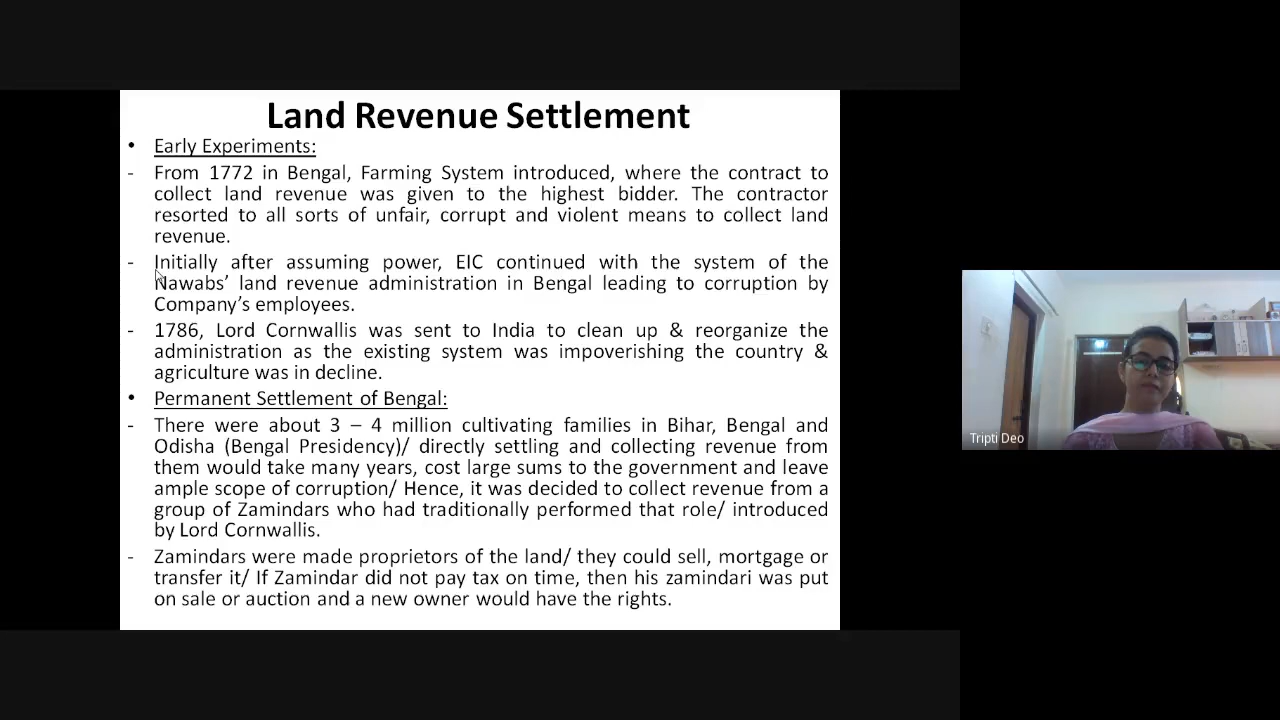 Land Revenue Settlement
• Early Experiments:
- From 1772 in Bengal, Farming System introduced, where the contract to
collect land revenue was given to the highest bidder. The contractor
resorted to all sorts of unfair, corrupt and violent means to collect land
revenue.
- Initially after assuming power, EIC continued with the system of the
Nawabs’ land revenue administration in Bengal leading to corruption by
Company’s employees.
- 1786, Lord Cornwallis was sent to India to clean up & reorganize the
administration as the existing system was impoverishing the country &
agriculture was in decline.
• Permanent Settlement of Bengal:
- There were about 3 – 4 million cultivating families in Bihar, Bengal and
Odisha (Bengal Presidency)/ directly settling and collecting revenue from
them would take many years, cost large sums to the government and leave
ample scope of corruption/ Hence, it was decided to collect revenue from a
group of Zamindars who had traditionally performed that role/ introduced
by Lord Cornwallis.
- Zamindars were made proprietors of the land/ they could sell, mortgage or
transfer it/ If Zamindar did not pay tax on time, then his zamindari was put
on sale or auction and a new owner would have the rights.
Tripti Deo